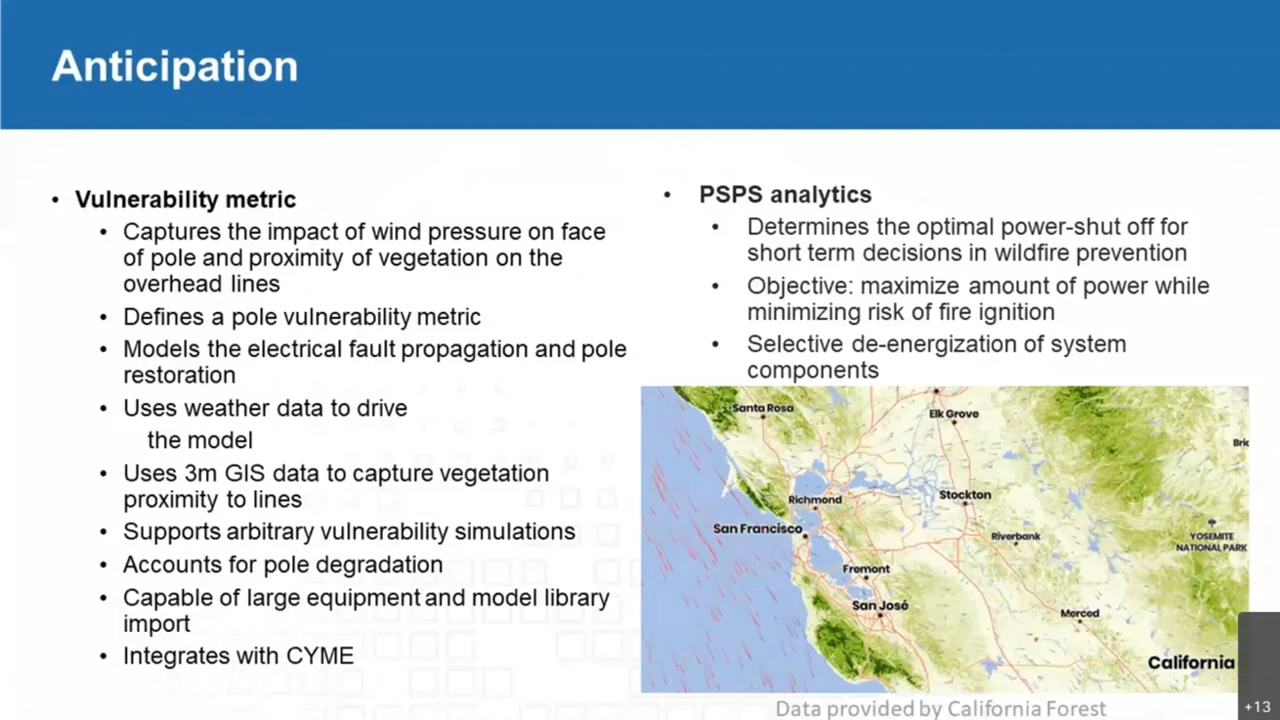 Anticipation
• Vulnerability metric
• Captures the impact of wind pressure on face
of pole and proximity of vegetation on the
overhead lines
• Defines a pole vulnerability metric
• Models the electrical fault propagation and pole
restoration
• Uses weather data to drive
the model
• Uses 3m GIS data to capture vegetation
proximity to lines
• Supports arbitrary vulnerability simulations
• Accounts for pole degradation
• Capable of large equipment and model library
import
• Integrates with CYME
• PSPS analytics
• Determines the optimal power-shut off for
short term decisions in wildfire prevention
• Objective: maximize amount of power while
minimizing risk of fire ignition
• Selective de-energization of system
components
Santa Rosa
Elk Grove
Bric
Richmond
Stockton
San Francisco
Riverbank
YOSEMITE
NATIONAL PARK
Fremont
San José
Merced
California
Data provided by California Forest
+13